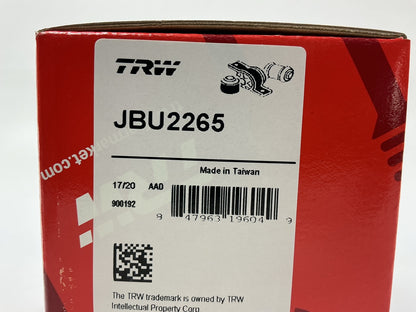 TRW
JBU2265
Made in Taiwan
17/20 AAD
900192
9 47963 19604 9
The TRW trademark is owned by TRW
Intellectual Property Corp